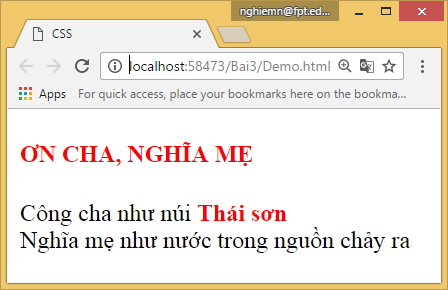 nghiemn@fpt.ed...
CSS
localhost:58473/Bai3/Demo.html
Apps For quick access, place your bookmarks here on the bookma...
ƠN CHA, NGHĨA MẸ
Công cha như núi Thái sơn
Nghĩa mẹ như nước trong nguồn chảy ra